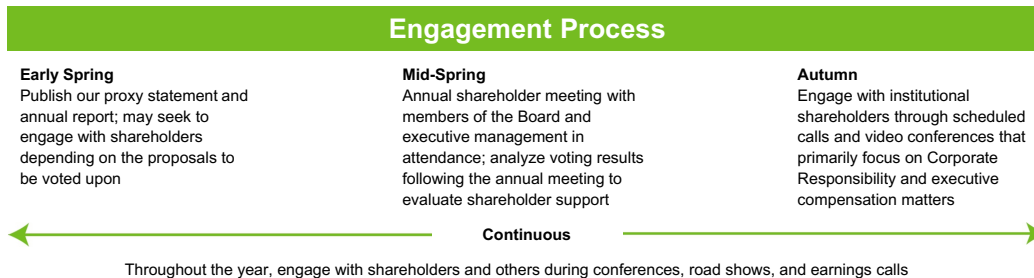 Engagement Process
Early Spring
Publish our proxy statement and
annual report; may seek to
engage with shareholders
depending on the proposals to
be voted upon
Mid-Spring
Annual shareholder meeting with
members of the Board and
executive management in
attendance; analyze voting results
following the annual meeting to
evaluate shareholder support
Autumn
Engage with institutional
shareholders through scheduled
calls and video conferences that
primarily focus on Corporate
Responsibility and executive
compensation matters
Continuous
Throughout the year, engage with shareholders and others during conferences, road shows, and earnings calls